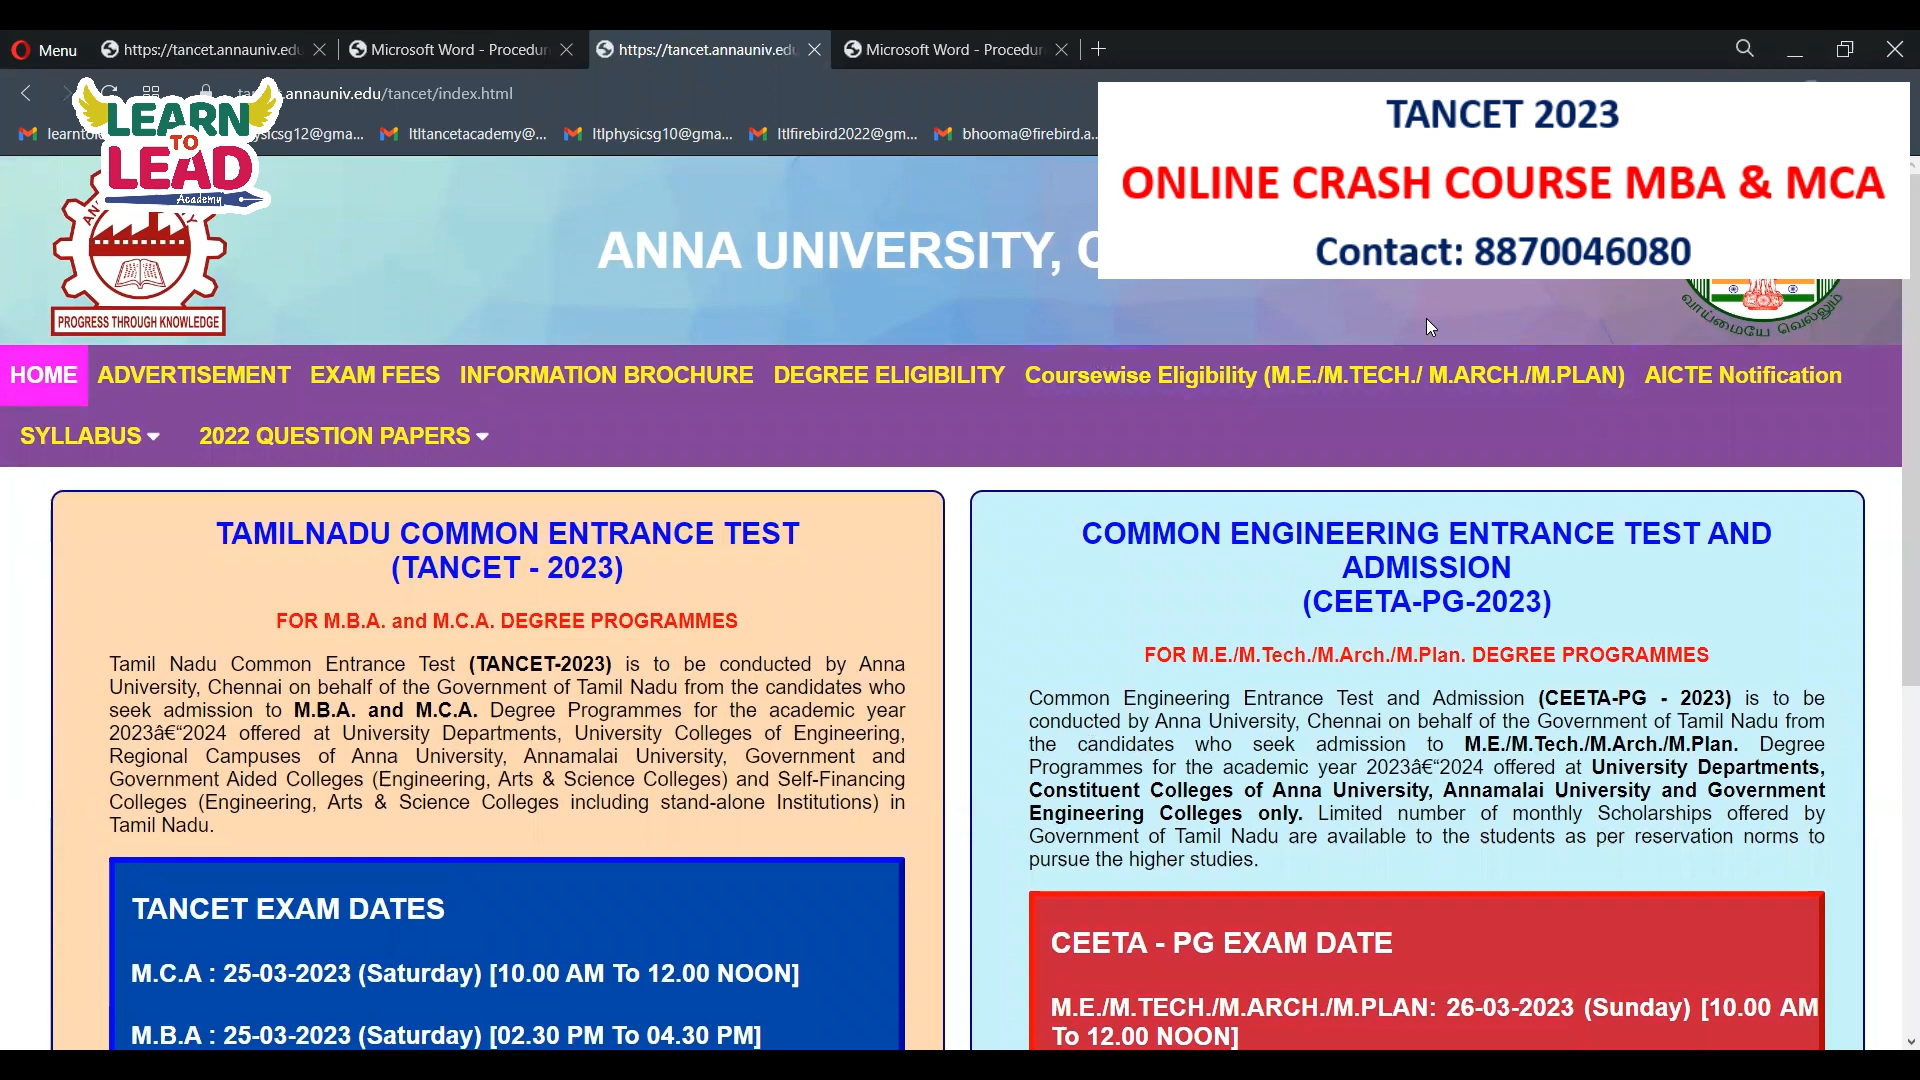 Menu
https://tancet.annauniv.edu
Microsoft Word - Procedur
https://tancet.annauniv.edu
Microsoft Word - Procedur
annauniv.edu/tancet/index.html
ltltancetacademy@...
ltlphysicsg10@gma...
ltlfirebird2022@gm...
bhooma@firebird.a...
LEARN
TO
LEAD
Academy
TANCET 2023
ONLINE CRASH COURSE MBA & MCA
Contact: 8870046080
ANNA UNIVERSITY, C
PROGRESS THROUGH KNOWLEDGE
வாய்மையே வெல்லும்
HOME ADVERTISEMENT EXAM FEES INFORMATION BROCHURE DEGREE ELIGIBILITY Coursewise Eligibility (M.E./M.TECH./ M.ARCH./M.PLAN) AICTE Notification
SYLLABUS 2022 QUESTION PAPERS
TAMILNADU COMMON ENTRANCE TEST
(TANCET - 2023)
FOR M.B.A. and M.C.A. DEGREE PROGRAMMES
Tamil Nadu Common Entrance Test (TANCET-2023) is to be conducted by Anna
University, Chennai on behalf of the Government of Tamil Nadu from the candidates who
seek admission to M.B.A. and M.C.A. Degree Programmes for the academic year
2023â€“2024 offered at University Departments, University Colleges of Engineering,
Regional Campuses of Anna University, Annamalai University, Government and
Government Aided Colleges (Engineering, Arts & Science Colleges) and Self-Financing
Colleges (Engineering, Arts & Science Colleges including stand-alone Institutions) in
Tamil Nadu.
TANCET EXAM DATES
M.C.A : 25-03-2023 (Saturday) [10.00 AM To 12.00 NOON]
M.B.A : 25-03-2023 (Saturday) [02.30 PM To 04.30 PM]
COMMON ENGINEERING ENTRANCE TEST AND
ADMISSION
(CEETA-PG-2023)
FOR M.E./M.Tech./M.Arch./M.Plan. DEGREE PROGRAMMES
Common Engineering Entrance Test and Admission (CEETA-PG - 2023) is to be
conducted by Anna University, Chennai on behalf of the Government of Tamil Nadu from
the candidates who seek admission to M.E./M.Tech./M.Arch./M.Plan. Degree
Programmes for the academic year 2023â€“2024 offered at University Departments,
Constituent Colleges of Anna University, Annamalai University and Government
Engineering Colleges only. Limited number of monthly Scholarships offered by
Government of Tamil Nadu are available to the students as per reservation norms to
pursue the higher studies.
CEETA - PG EXAM DATE
M.E./M.TECH./M.ARCH./M.PLAN: 26-03-2023 (Sunday) [10.00 AM
To 12.00 NOON]